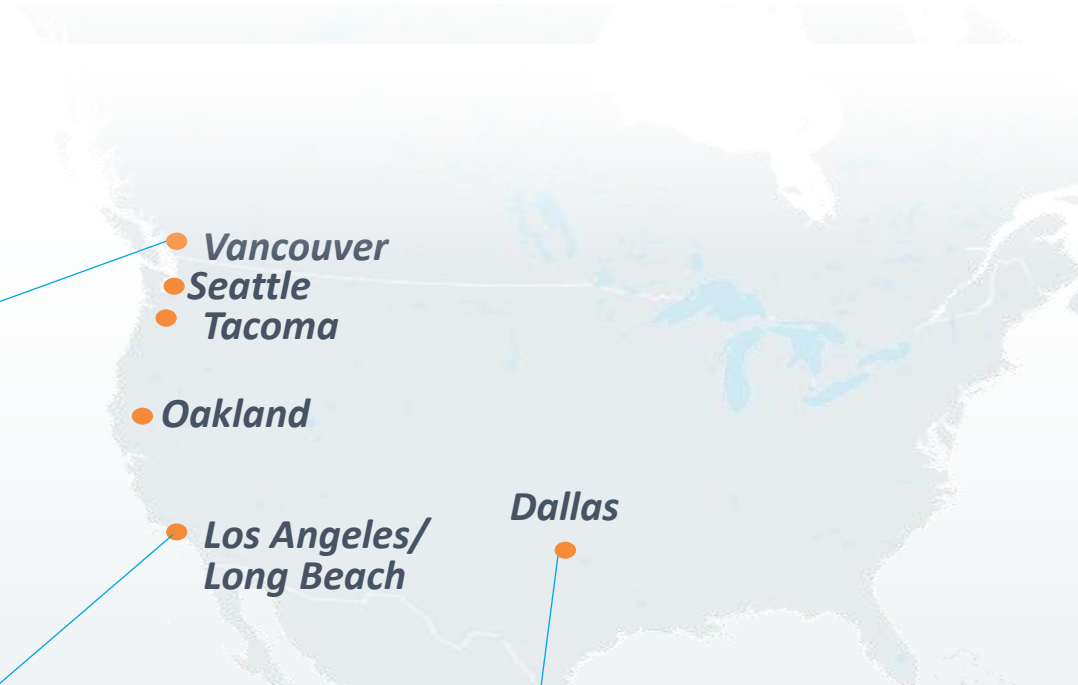 Vancouver
Seattle
Tacoma
Oakland
Dallas
Los Angeles/
Long Beach